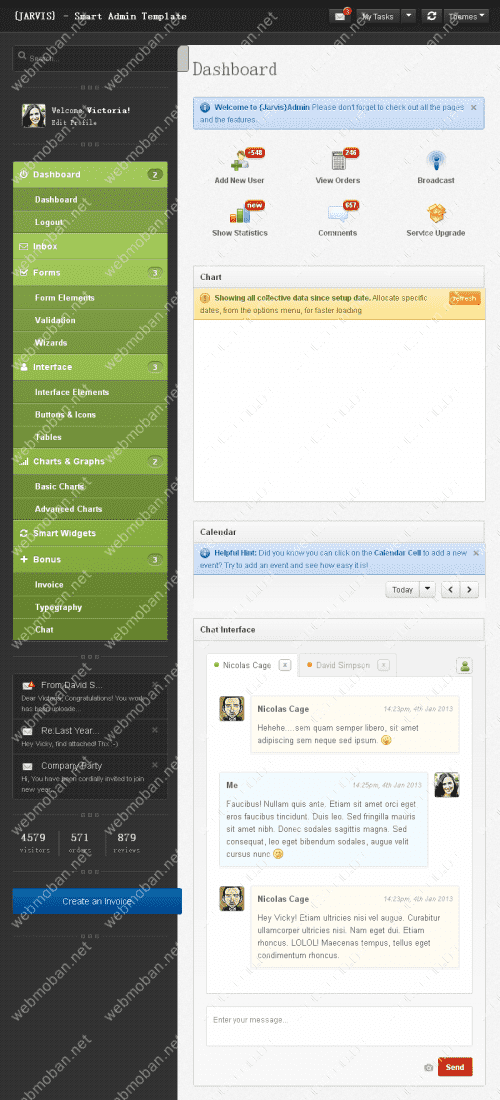 {JARVIS} - Smart Admin Template
3
My Tasks
Themes
Search...
Welcome Victoria!
Edit Profile
Dashboard 2
Dashboard
Logout
Inbox
Forms 3
Form Elements
Validation
Wizards
Interface 3
Interface Elements
Buttons & Icons
Tables
Charts & Graphs 2
Basic Charts
Advanced Charts
Smart Widgets
Bonus 3
Invoice
Typography
Chat
From David S...
Dear Victoria, Congratulations! You work
has been uploade...
Re:Last Year...
Hey Vicky, find attached! Thx :-)
Company Party
Hi, You have been cordially invited to join
new year...
4579 571 879
visitors orders reviews
Create an Invoice
Dashboard
Welcome to {Jarvis}Admin Please don't forget to check out all the pages
and the features.
+548
246
Add New User View Orders Broadcast
new
657
Show Statistics Comments Service Upgrade
Chart
Showing all collective data since setup date. Allocate specific
dates, from the options menu, for faster loading
refresh
Calendar
Helpful Hint: Did you know you can click on the Calendar Cell to add a new
event? Try to add an event and see how easy it is!
Today
Chat Interface
Nicolas Cage x David Simpson x
Nicolas Cage 14:23pm, 4th Jan 2013
Hehehe....sem quam semper libero, sit amet
adipiscing sem neque sed ipsum.
Me 14:25pm, 4th Jan 2013
Faucibus! Nullam quis ante. Etiam sit amet orci eget
eros faucibus tincidunt. Duis leo. Sed fringilla mauris
sit amet nibh. Donec sodales sagittis magna. Sed
consequat, leo eget bibendum sodales, augue velit
cursus nunc
Nicolas Cage 14:23pm, 4th Jan 2013
Hey Vicky! Etiam ultricies nisi vel augue. Curabitur
ullamcorper ultricies nisi. Nam eget dui. Etiam
rhoncus. LOLOL! Maecenas tempus, tellus eget
condimentum rhoncus.
Enter your message...
Send
webmoban.net